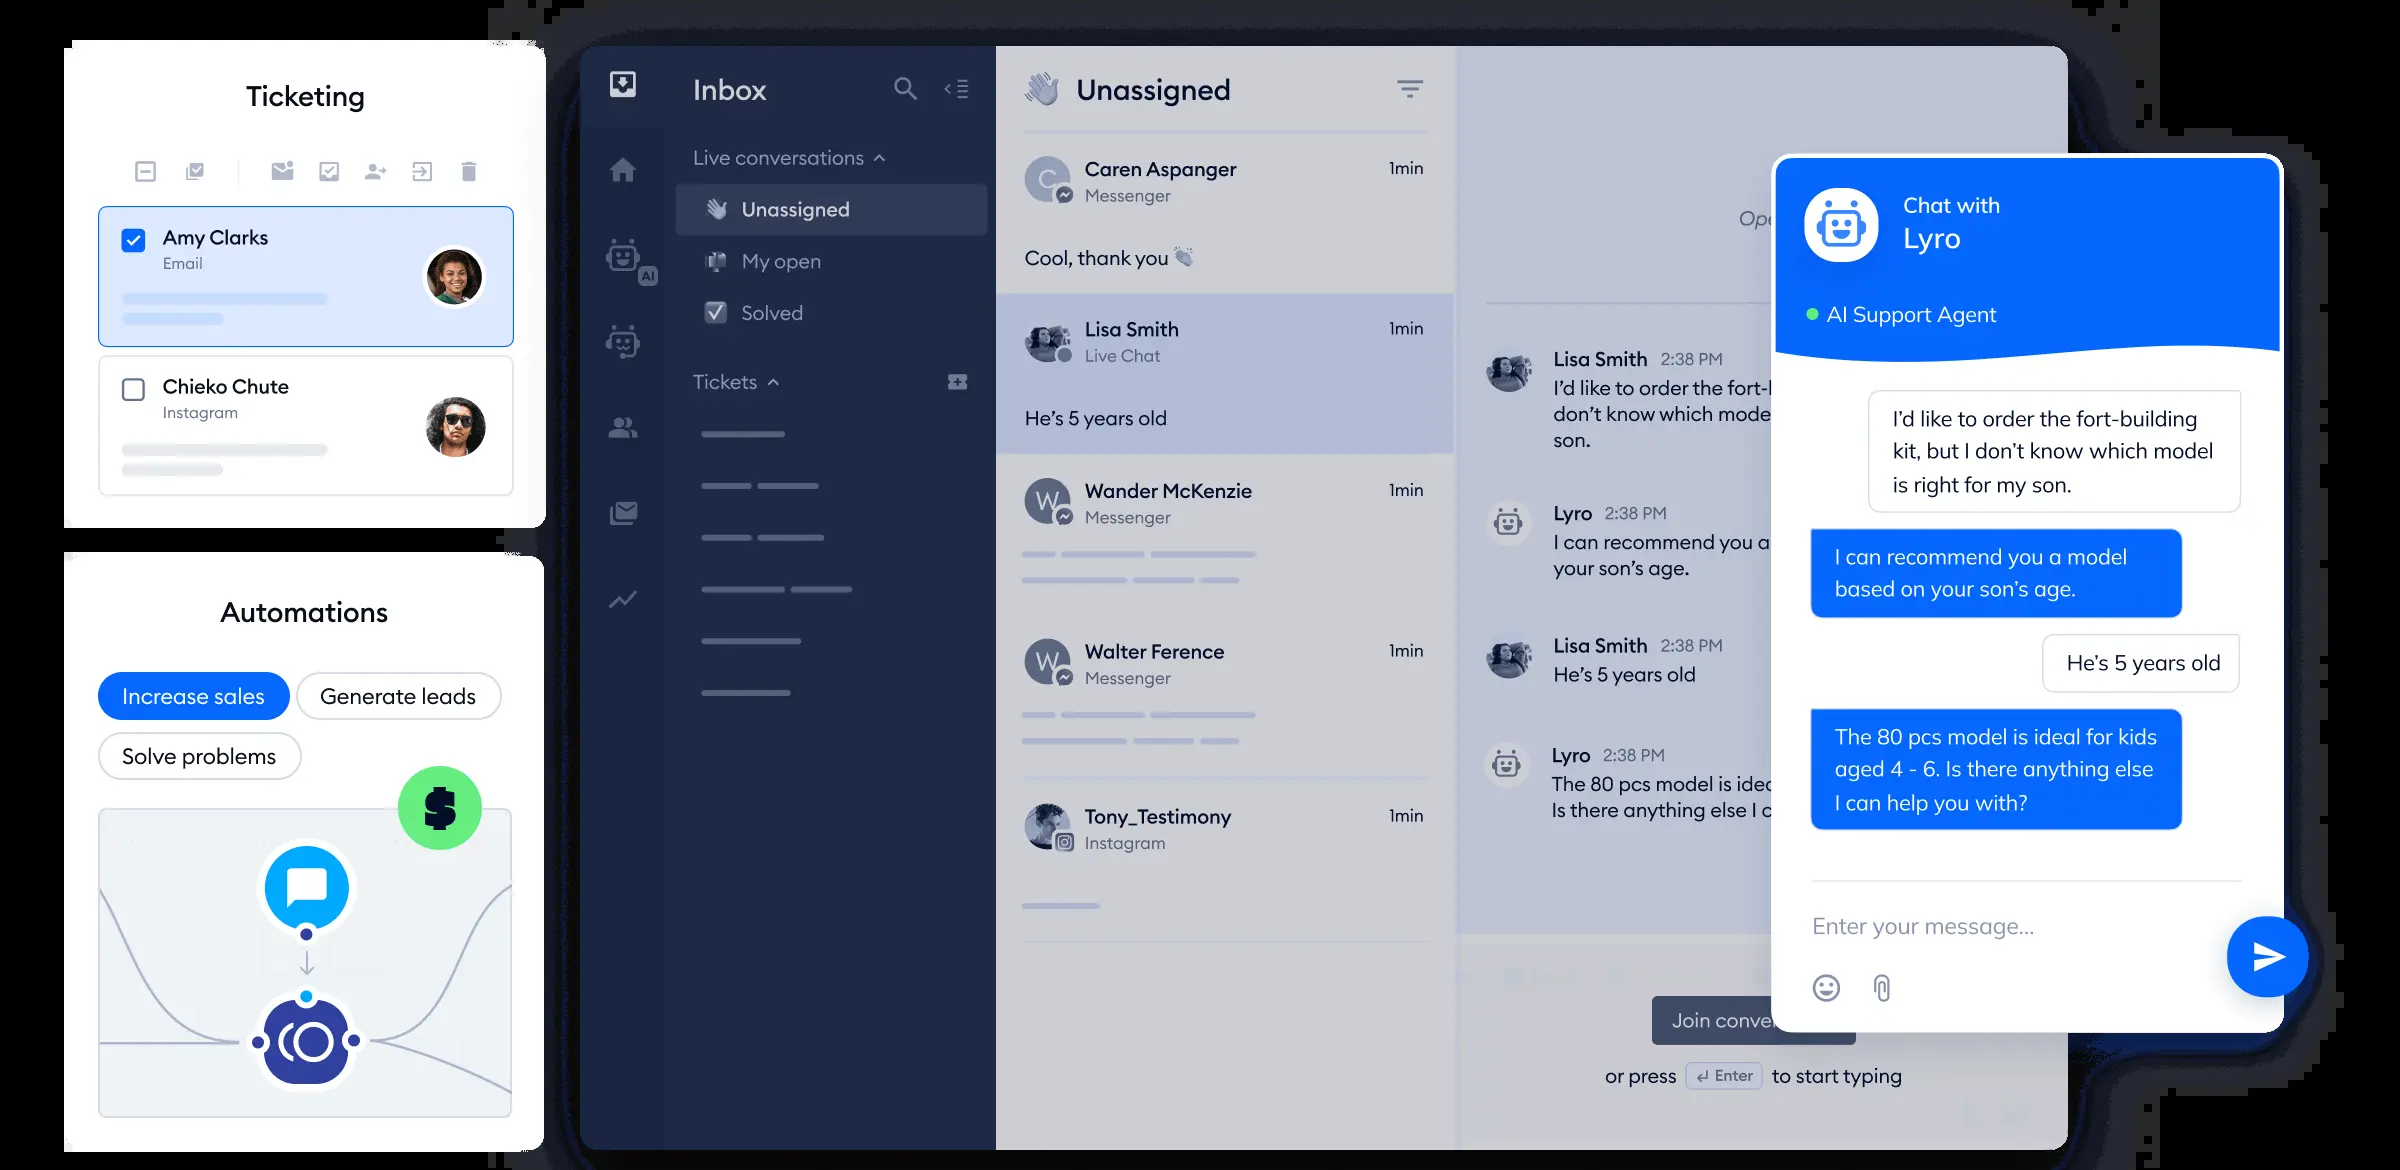 Ticketing
Amy Clarks
Email
Chieko Chute
Instagram
Automations
Increase sales
Generate leads
Solve problems
$
Inbox
Live conversations
Unassigned
My open
Solved
Tickets
AI
Unassigned
Caren Aspanger
1min
C
Messenger
Cool, thank you
Lisa Smith
1min
Live Chat
He's 5 years old
Wander McKenzie
1min
W
Messenger
Walter Ference
1min
W
Messenger
Tony_Testimony
1min
Instagram
Ope
Lisa Smith 2:38 PM
I'd like to order the fort-
don't know which mode
son.
Lyro 2:38 PM
I can recommend you a
your son's age.
Lisa Smith 2:38 PM
He's 5 years old
Lyro 2:38 PM
The 80 pcs model is idea
Is there anything else I c
Join conve
or press Enter to start typing
Chat with
Lyro
AI Support Agent
I'd like to order the fort-building
kit, but I don't know which model
is right for my son.
I can recommend you a model
based on your son's age.
He's 5 years old
The 80 pcs model is ideal for kids
aged 4 - 6. Is there anything else
I can help you with?
Enter your message...